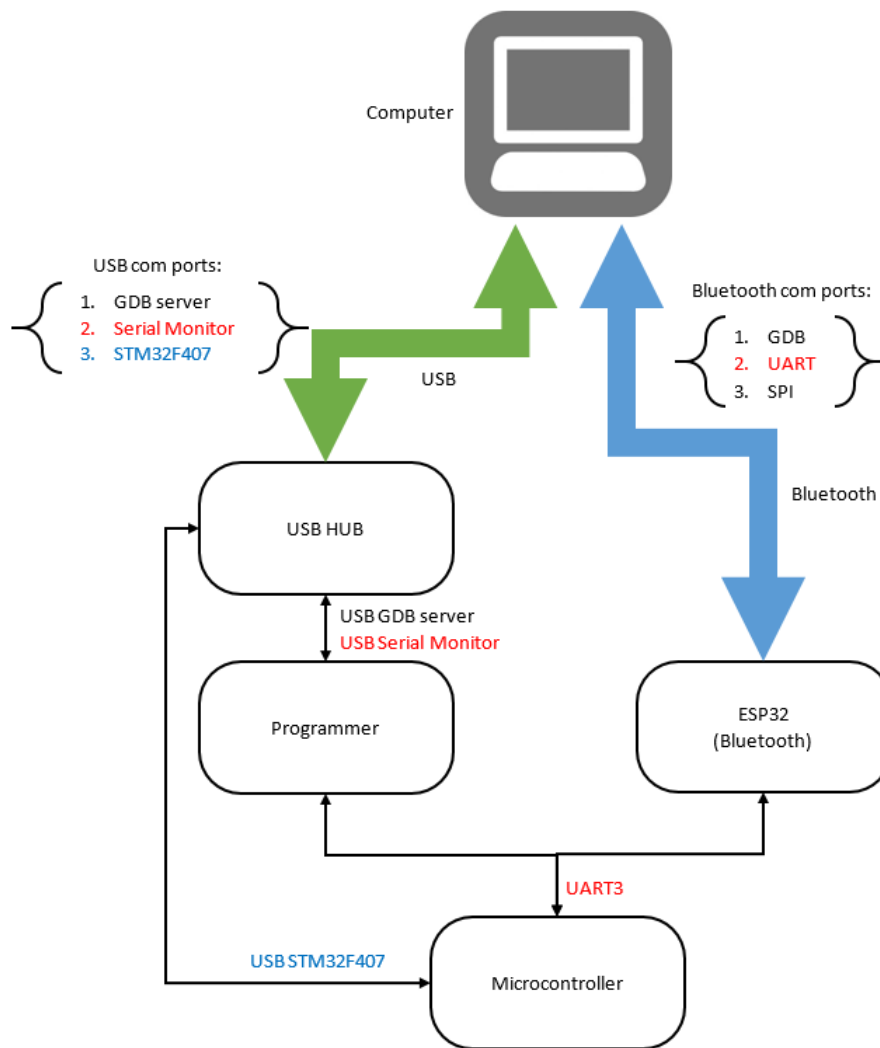 Computer
USB com ports:
1. GDB server
2. Serial Monitor
3. STM32F407
Bluetooth com ports:
1. GDB
2. UART
3. SPI
USB
Bluetooth
USB HUB
USB GDB server
USB Serial Monitor
Programmer
ESP32
(Bluetooth)
UART3
USB STM32F407
Microcontroller